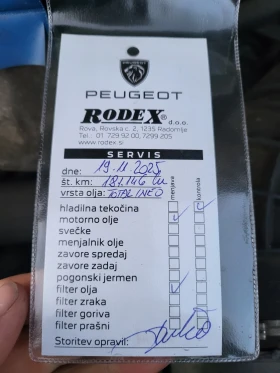 PEUGEOT
RODEX® d.o.o.
Rova, Rovska c. 2, 1235 Radomlje
Tel.: 01 729 92 00, 7299 205
www.rodex.si
SERVIS
dne: 19.11.2025
št. km: 181.146 km
vrsta olja: TOTAL INEO
menjava kontrola
hladilna tekočina
motorno olje
svečke
menjalnik olje
zavore spredaj
zavore zadaj
pogonski jermen
filter olja
filter zraka
filter goriva
filter prašni
Storitev opravil: